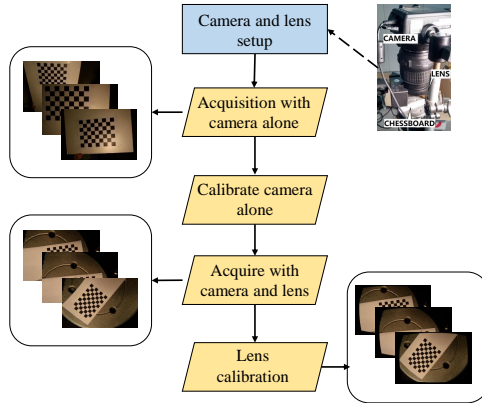 Camera and lens
setup
CAMERA
LENS
CHESSBOARD
Acquisition with
camera alone
Calibrate camera
alone
Acquire with
camera and lens
Lens
calibration